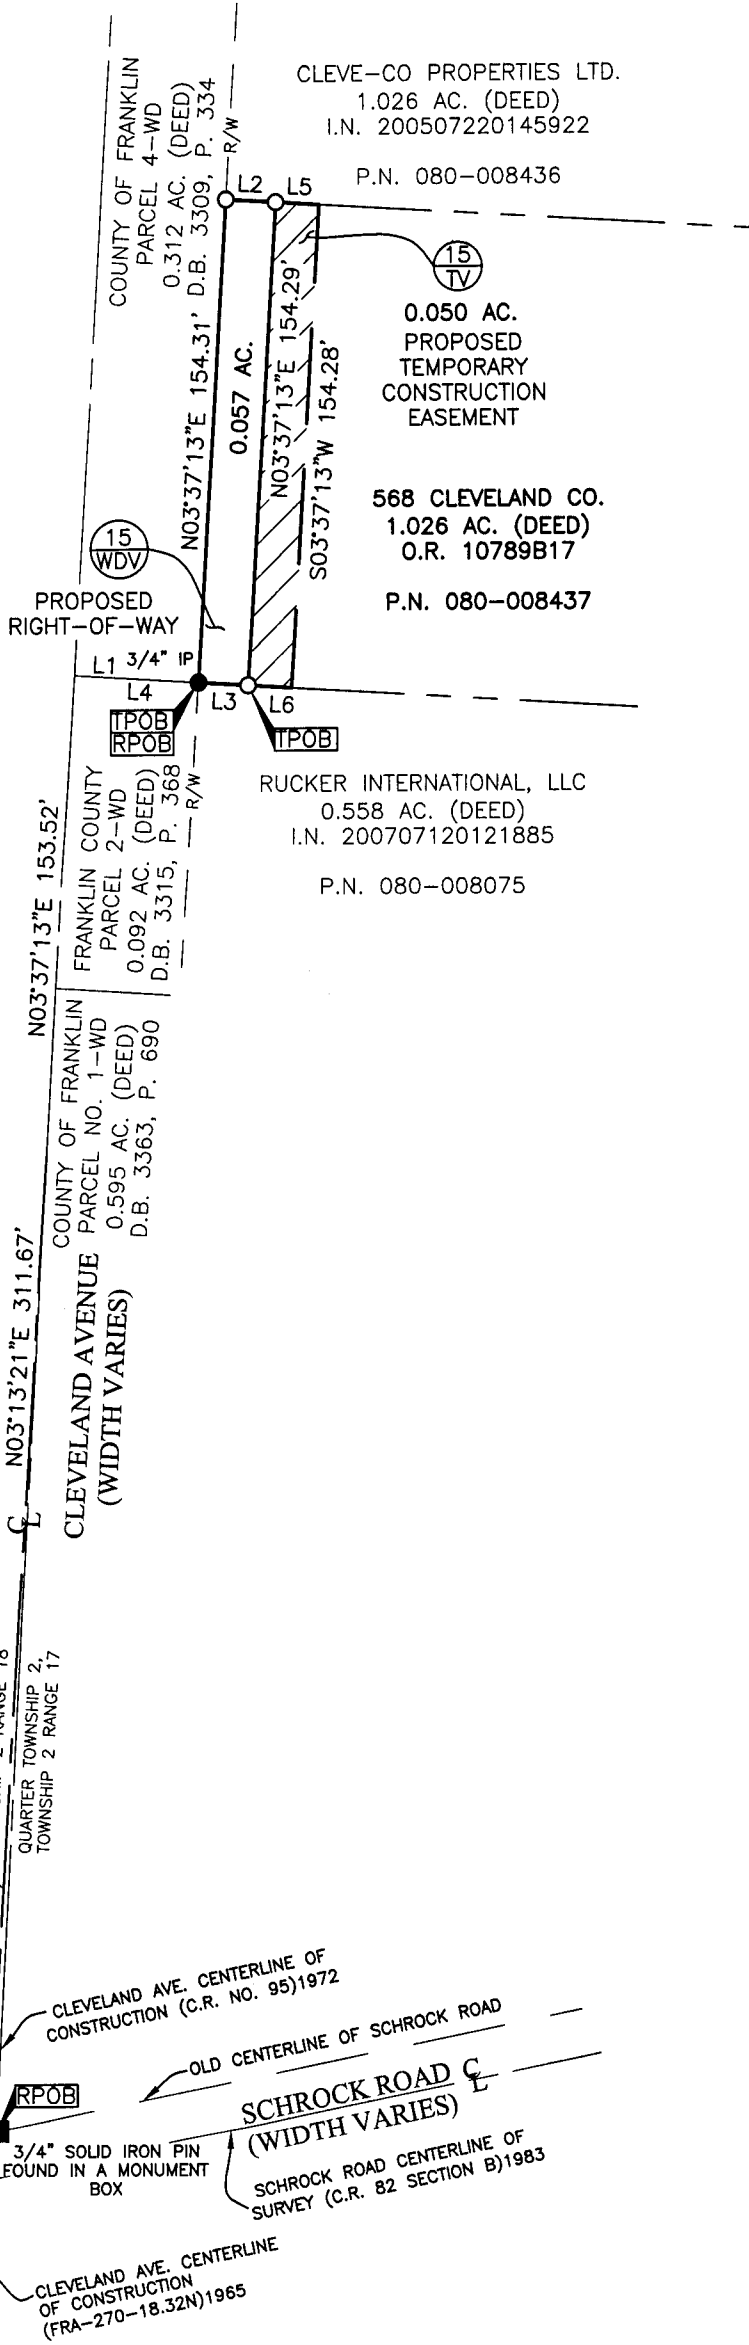 CLEVE-CO PROPERTIES LTD.
1.026 AC. (DEED)
I.N. 200507220145922
P.N. 080-008436
COUNTY OF FRANKLIN
PARCEL 4-WD
0.312 AC. (DEED)
D.B. 3309, P. 334
R/W
L2
L5
15
TV
0.050 AC.
PROPOSED
TEMPORARY
CONSTRUCTION
EASEMENT
N03°37'13"E 154.31'
0.057 AC.
N03°37'13"E 154.29'
S03°37'13"W 154.28'
568 CLEVELAND CO.
1.026 AC. (DEED)
O.R. 10789B17
P.N. 080-008437
15
WDV
PROPOSED
RIGHT-OF-WAY
L1
3/4" IP
L4
L3
L6
TPOB
RPOB
TPOB
RUCKER INTERNATIONAL, LLC
0.558 AC. (DEED)
I.N. 200707120121885
P.N. 080-008075
N03°37'13"E 153.52'
FRANKLIN COUNTY
PARCEL 2-WD
0.092 AC. (DEED)
D.B. 3315, P. 368
R/W
COUNTY OF FRANKLIN
PARCEL NO. 1-WD
0.595 AC. (DEED)
D.B. 3363, P. 690
N03°13'21"E 311.67'
CLEVELAND AVENUE
(WIDTH VARIES)
CL
QUARTER TOWNSHIP 2,
TOWNSHIP 2 RANGE 17
CLEVELAND AVE. CENTERLINE OF
CONSTRUCTION (C.R. NO. 95)1972
OLD CENTERLINE OF SCHROCK ROAD
RPOB
SCHROCK ROAD CL
(WIDTH VARIES)
3/4" SOLID IRON PIN
FOUND IN A MONUMENT
BOX
SCHROCK ROAD CENTERLINE OF
SURVEY (C.R. 82 SECTION B)1983
CLEVELAND AVE. CENTERLINE
OF CONSTRUCTION
(FRA-270-18.32N)1965